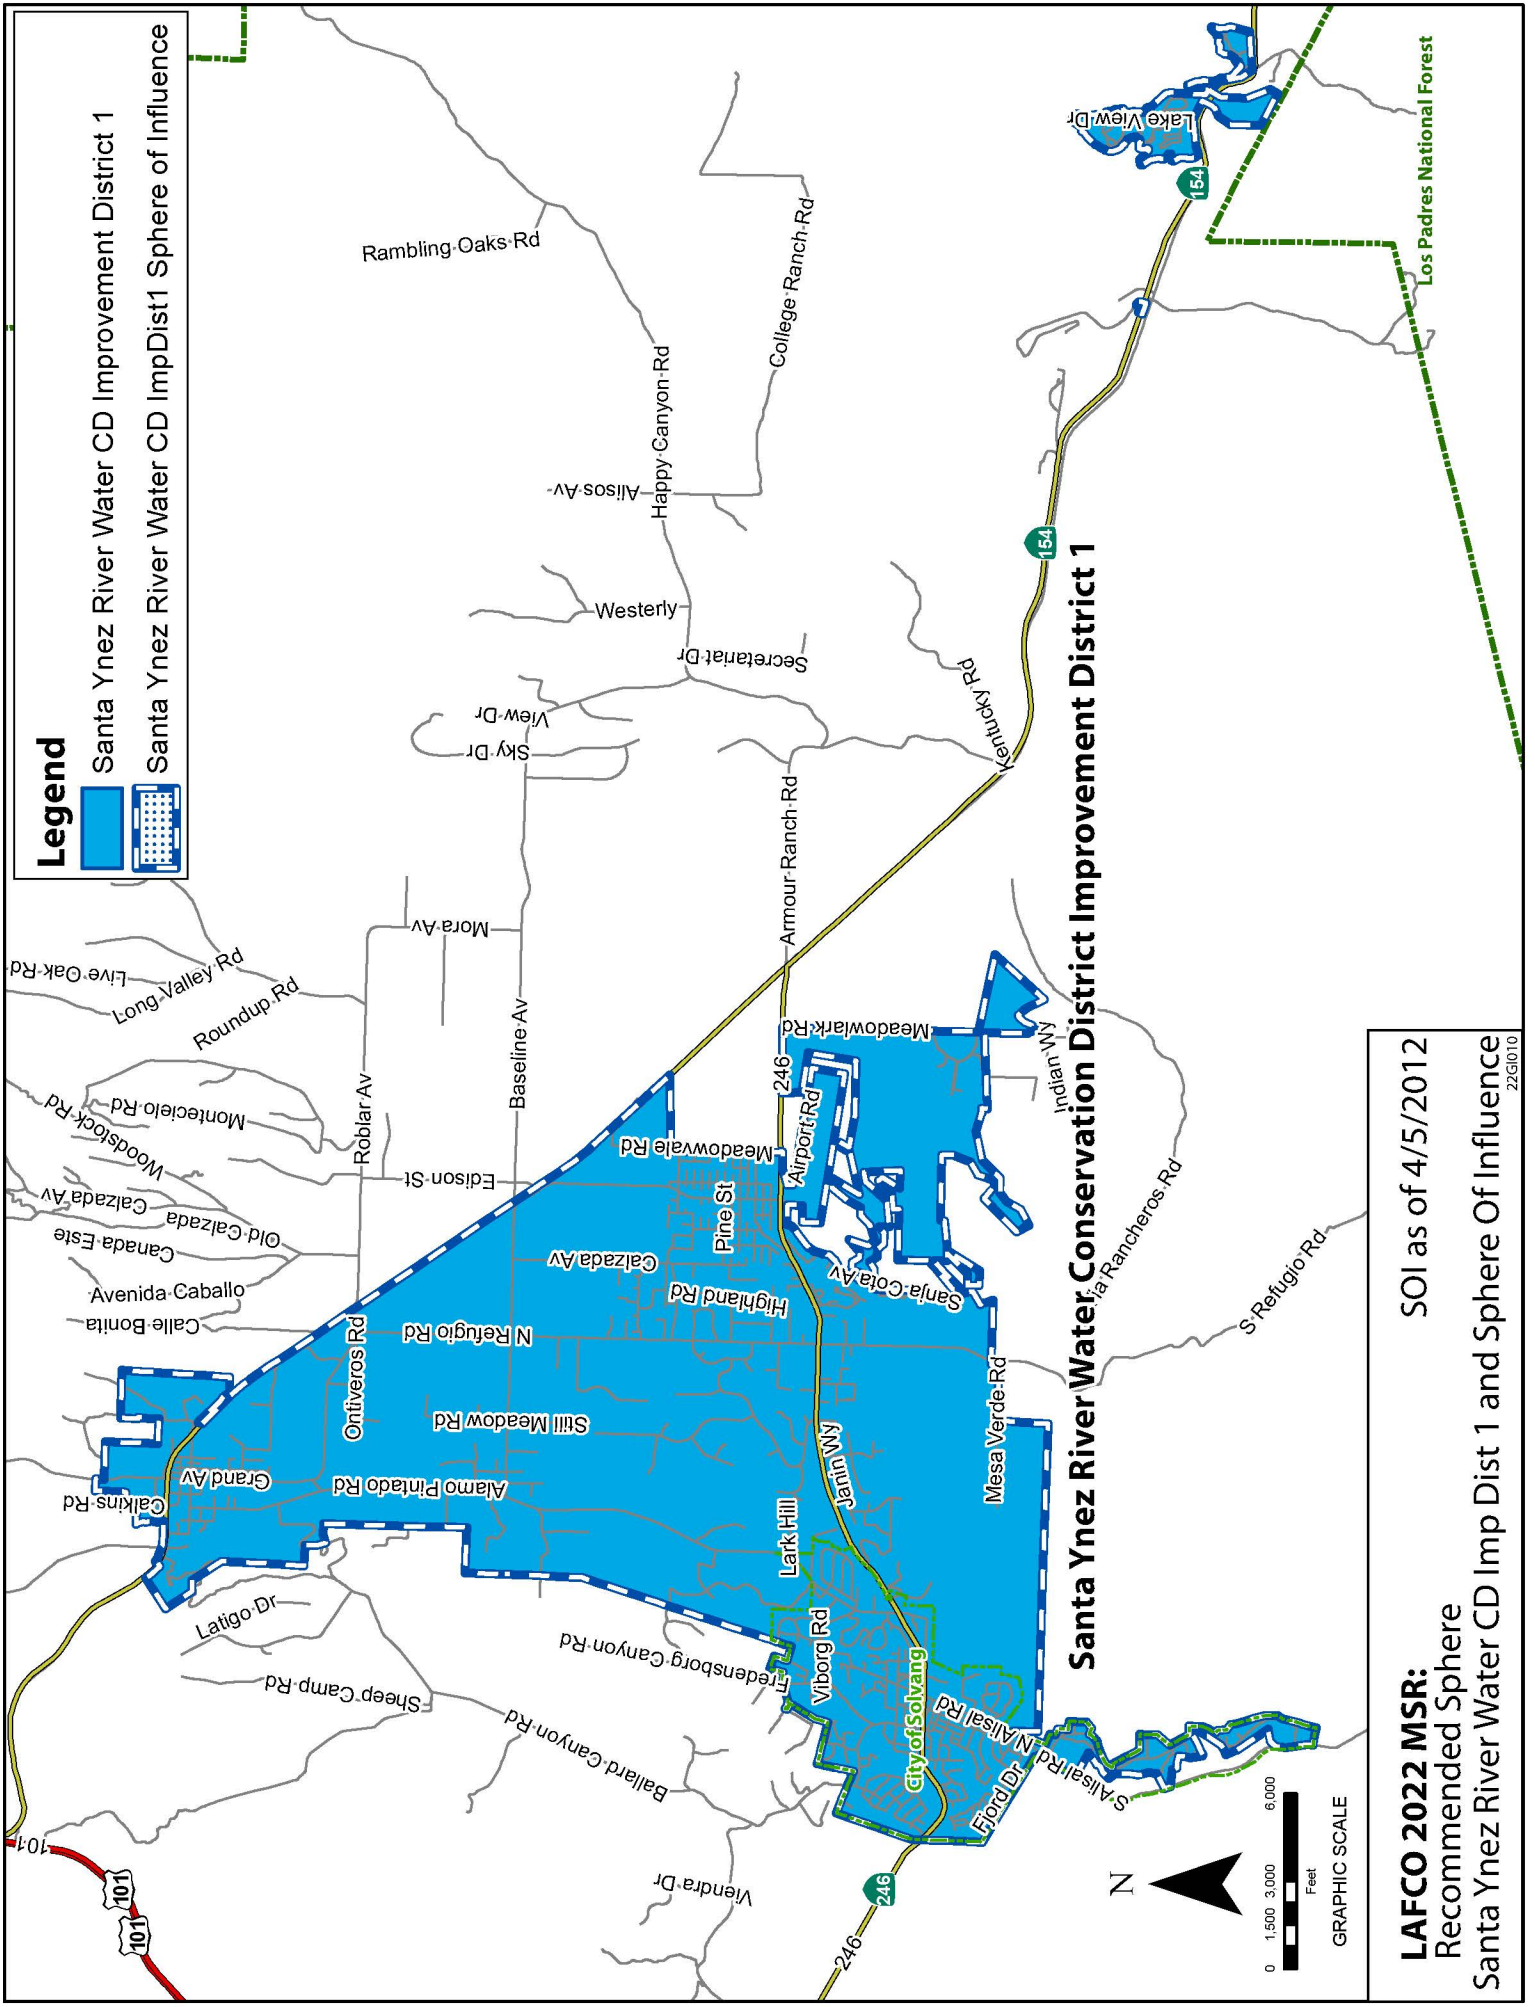 Legend
Santa Ynez River Water CD Improvement District 1
Santa Ynez River Water CD ImpDist1 Sphere of Influence
101
101
101
Calkins Rd
Grand Av
Latigo Dr
Sheep Camp Rd
Ballard Canyon Rd
Fredensborg Canyon Rd
Viendra Dr
Calle Bonita
Avenida Caballo
Canada Este
Old Calzada
Calzada Av
Woodstock Rd
Montecielo Rd
Roundup Rd
Long Valley Rd
Live Oak Rd
Ontiveros Rd
Roblar Av
Mora Av
Alamo Pintado Rd
Still Meadow Rd
N Refugio Rd
Edison St
Baseline Av
Calzada Av
Highland Rd
Pine St
Meadowvale Rd
Sky Dr
View Dr
Secretariat Dr
Westerly
Happy Canyon Rd
Alisos Av
Rambling Oaks Rd
College Ranch Rd
Armour Ranch Rd
Kentucky Rd
154
154
1
Lake View Dr
Los Padres National Forest
246
Airport Rd
Meadowlark Rd
Sanja Cota Av
Indian Wy
ia Rancheros Rd
S Refugio Rd
Mesa Verde Rd
Janin Wy
Lark Hill
Viborg Rd
City of Solvang
N Alisal Rd
S Alisal Rd
Fjord Dr
246
246
Santa Ynez River Water Conservation District Improvement District 1
N
0 1,500 3,000 6,000
Feet
GRAPHIC SCALE
LAFCO 2022 MSR: SOI as of 4/5/2012
Recommended Sphere
Santa Ynez River Water CD Imp Dist 1 and Sphere Of Influence
22GI010